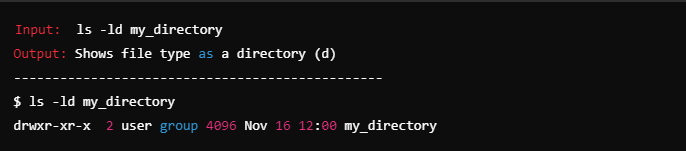 Input:  ls -ld my_directory
Output: Shows file type as a directory (d)
------------------------------------------------
$ ls -ld my_directory
drwxr-xr-x  2 user group 4096 Nov 16 12:00 my_directory